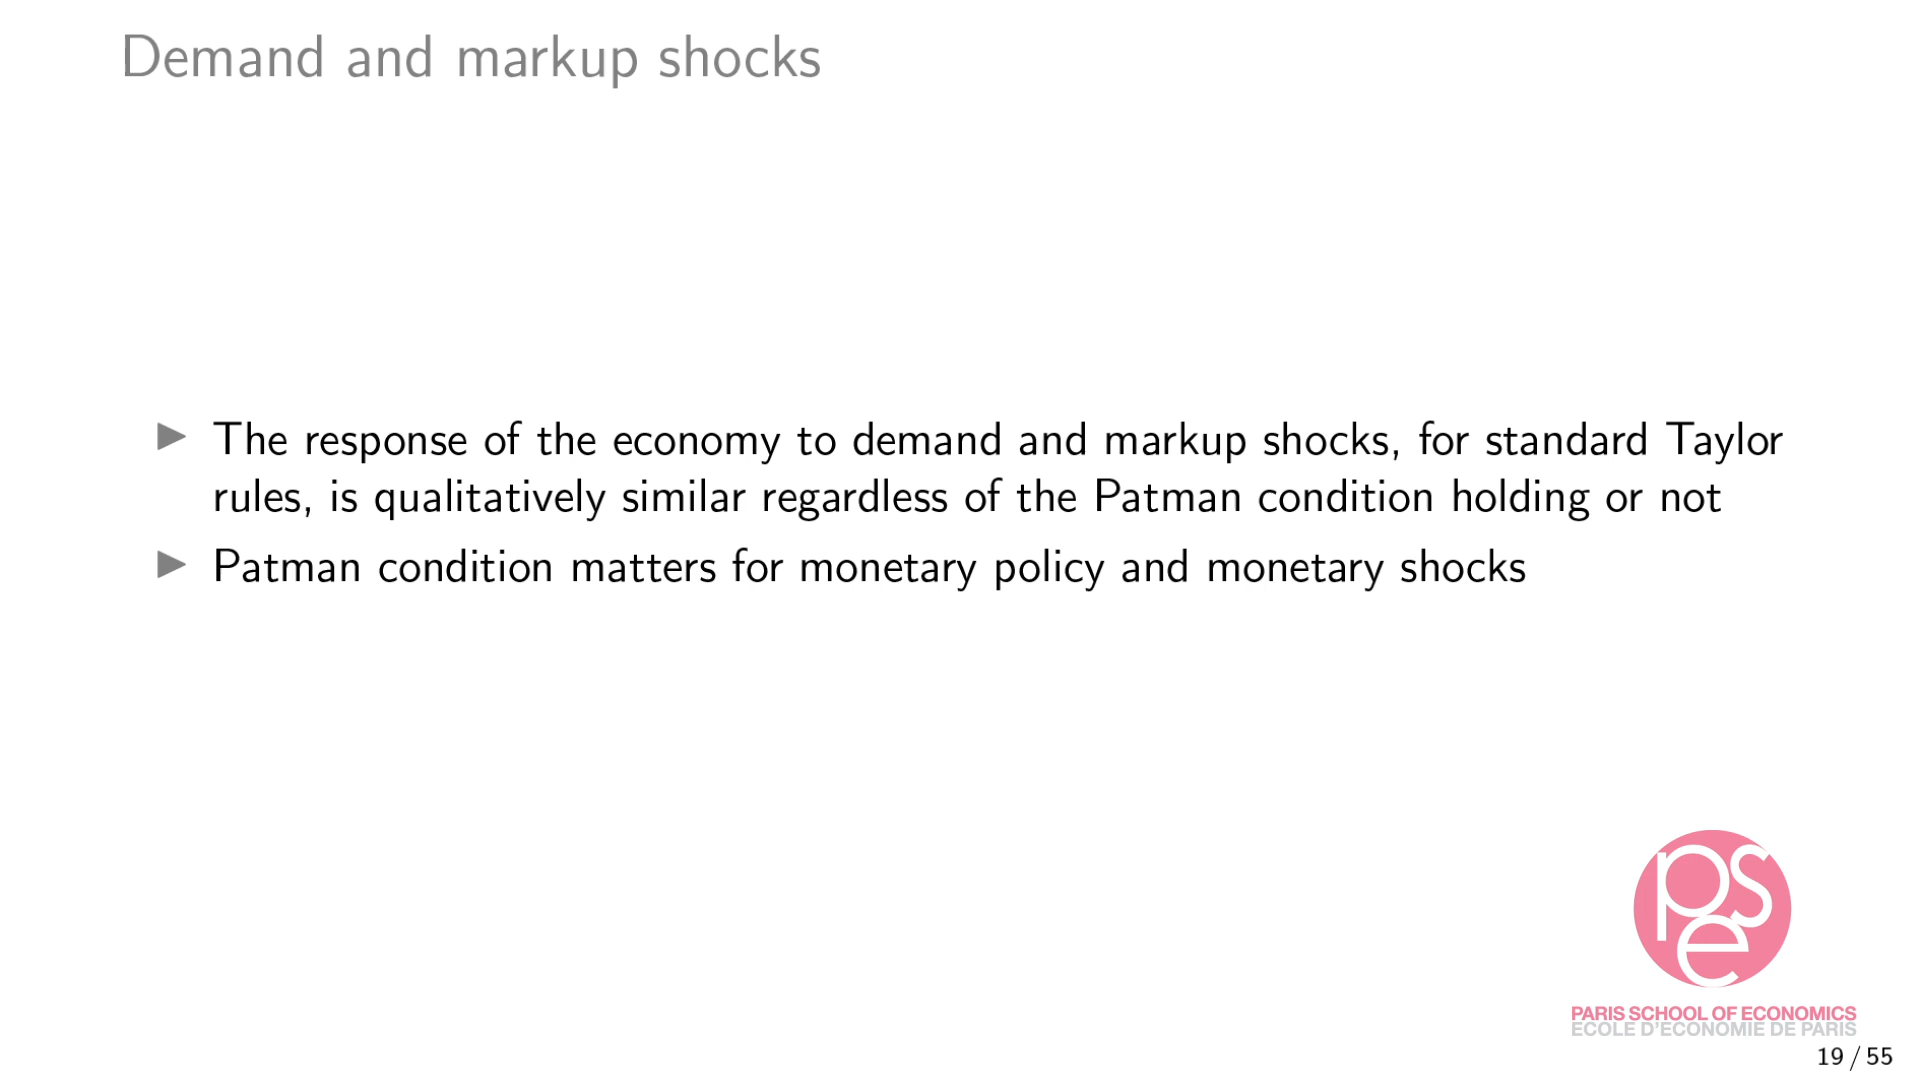 Demand and markup shocks
▶ The response of the economy to demand and markup shocks, for standard Taylor
rules, is qualitatively similar regardless of the Patman condition holding or not
▶ Patman condition matters for monetary policy and monetary shocks
pse
PARIS SCHOOL OF ECONOMICS
ECOLE D'ECONOMIE DE PARIS
19 / 55